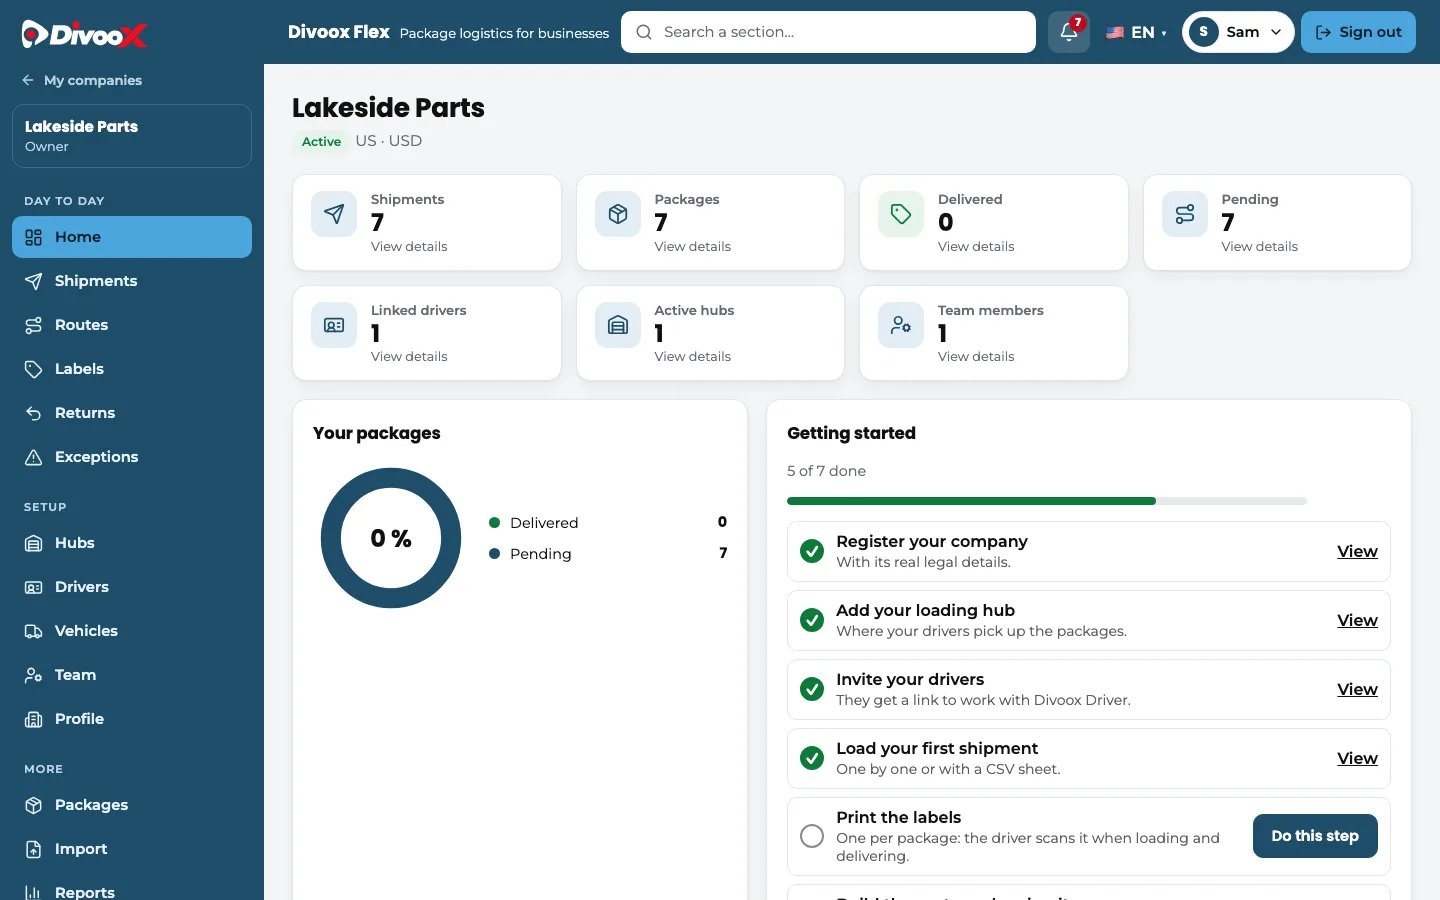 DivooX
Divoox Flex Package logistics for businesses
Search a section...
7
EN
S
Sam
Sign out
My companies
Lakeside Parts
Owner
DAY TO DAY
Home
Shipments
Routes
Labels
Returns
Exceptions
SETUP
Hubs
Drivers
Vehicles
Team
Profile
MORE
Packages
Import
Reports
Lakeside Parts
Active US · USD
Shipments
7
View details
Packages
7
View details
Delivered
0
View details
Pending
7
View details
Linked drivers
1
View details
Active hubs
1
View details
Team members
1
View details
Your packages
0 %
Delivered 0
Pending 7
Getting started
5 of 7 done
Register your company
With its real legal details.
View
Add your loading hub
Where your drivers pick up the packages.
View
Invite your drivers
They get a link to work with Divoox Driver.
View
Load your first shipment
One by one or with a CSV sheet.
View
Print the labels
One per package: the driver scans it when loading and
delivering.
Do this step